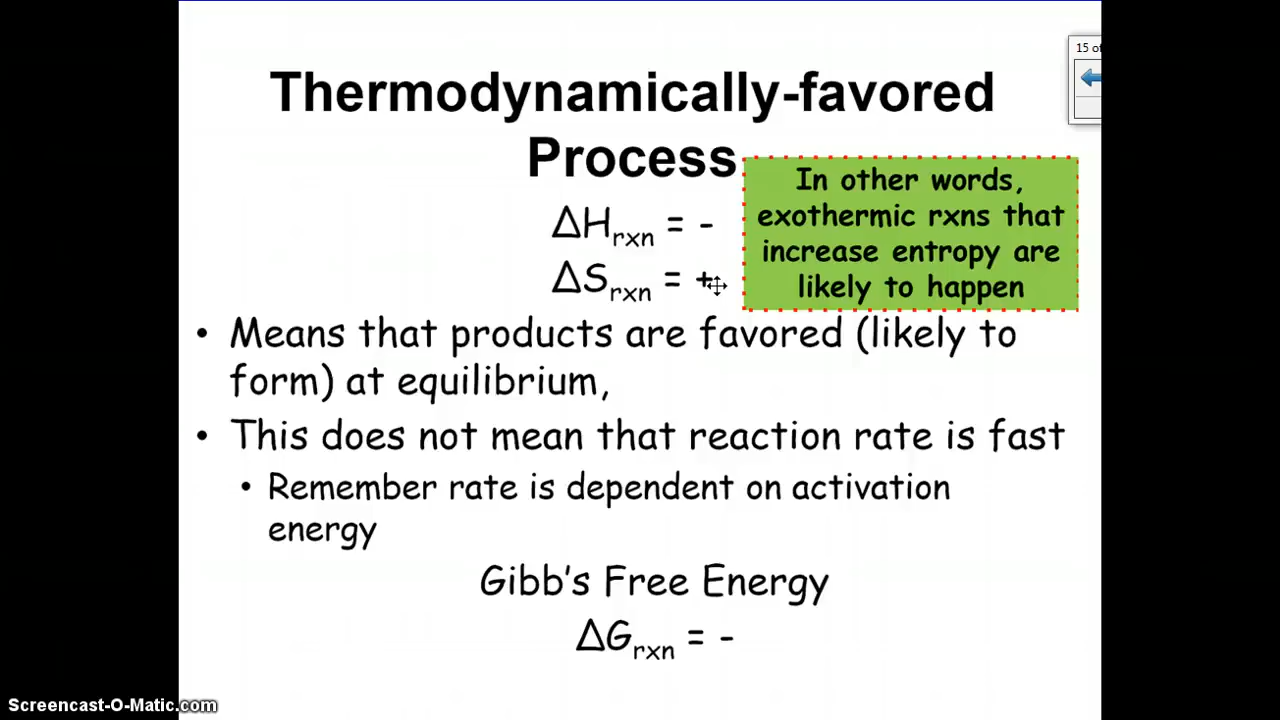 Thermodynamically-favored
Process
15 of
In other words,
exothermic rxns that
increase entropy are
likely to happen
ΔHrxn = -
ΔSrxn = +
• Means that products are favored (likely to
form) at equilibrium,
• This does not mean that reaction rate is fast
• Remember rate is dependent on activation
energy
Gibb's Free Energy
ΔGrxn = -
Screencast-O-Matic.com